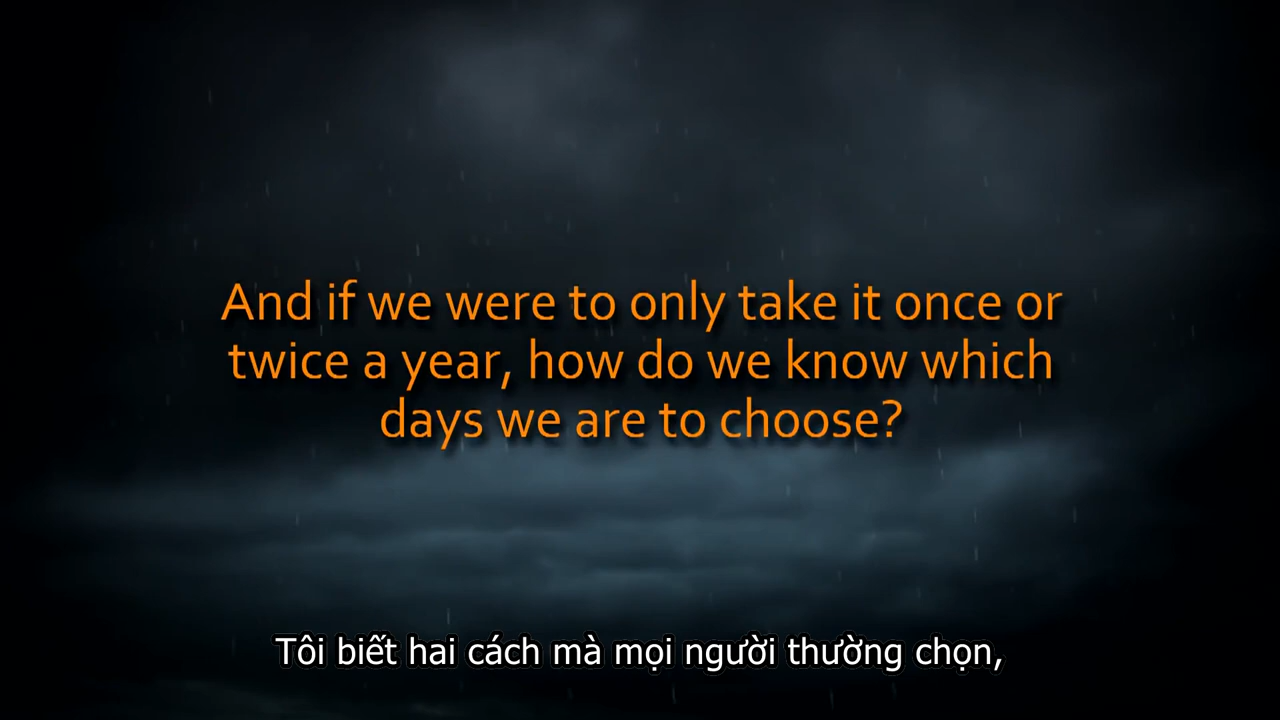 And if we were to only take it once or
twice a year, how do we know which
days we are to choose?
Tôi biết hai cách mà mọi người thường chọn,